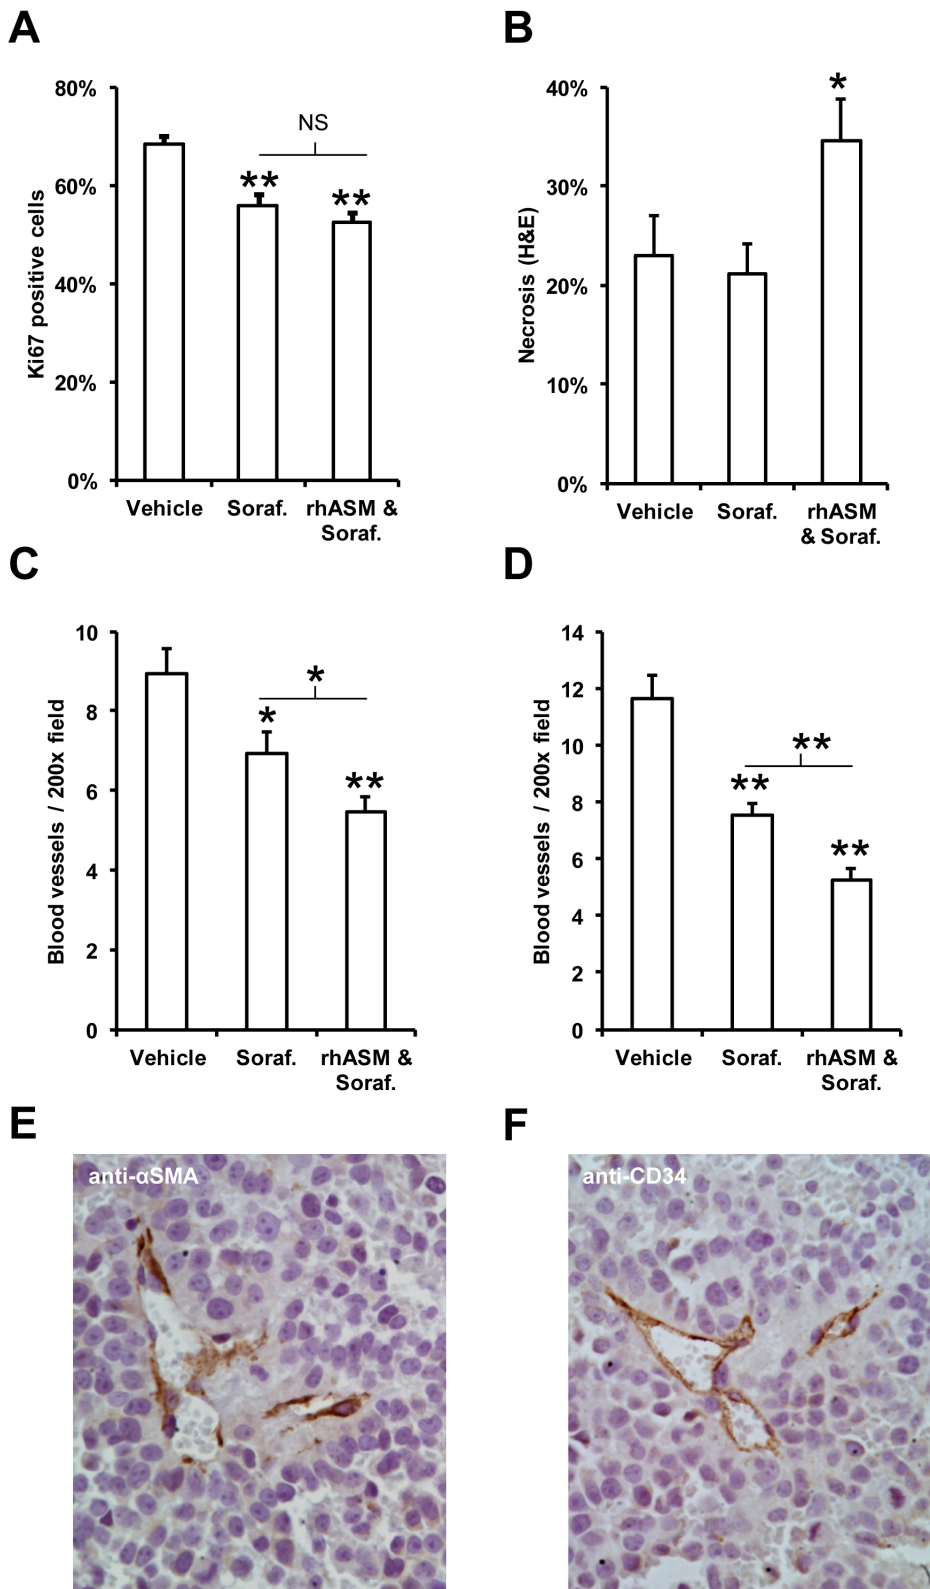 A
80%
60%
40%
20%
0%
Ki67 positive cells
NS
**
**
Vehicle
Soraf.
rhASM &
Soraf.
B
40%
30%
20%
10%
0%
Necrosis (H&E)
*
Vehicle
Soraf.
rhASM
& Soraf.
C
10
8
6
4
2
0
Blood vessels / 200x field
*
*
**
Vehicle
Soraf.
rhASM &
Soraf.
D
14
12
10
8
6
4
2
0
Blood vessels / 200x field
**
**
**
Vehicle
Soraf.
rhASM &
Soraf.
E
anti-αSMA
F
anti-CD34